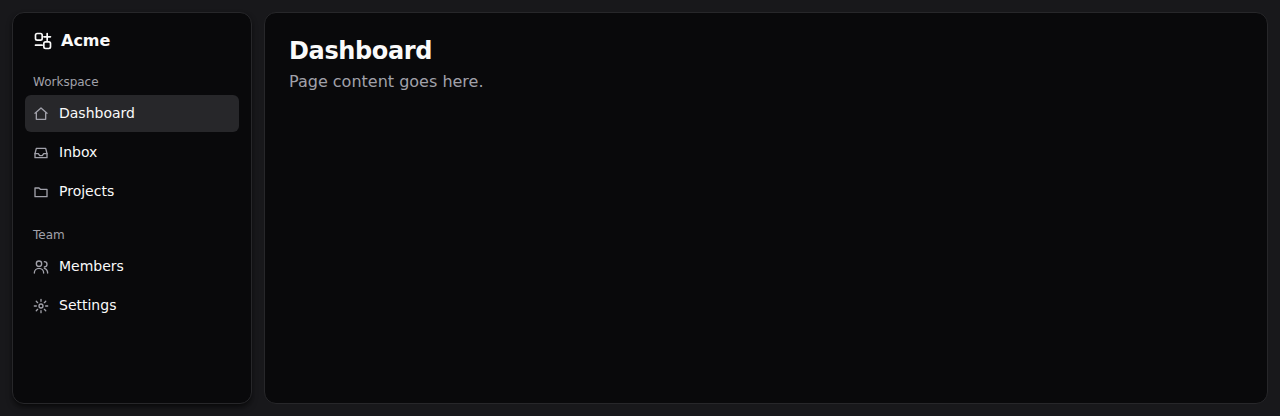 Acme
Workspace
Dashboard
Inbox
Projects
Team
Members
Settings
Dashboard
Page content goes here.